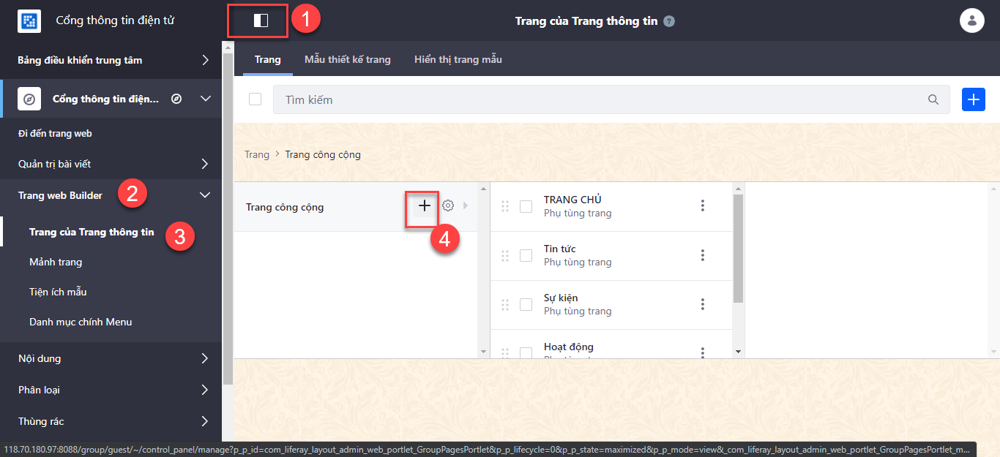 Cổng thông tin điện tử
1
Trang của Trang thông tin ?
Bảng điều khiển trung tâm
Trang
Mẫu thiết kế trang
Hiển thị trang mẫu
Cổng thông tin điện...
Tìm kiếm
Đi đến trang web
Quản trị bài viết
Trang > Trang công cộng
Trang web Builder
2
Trang của Trang thông tin
3
Mảnh trang
Tiện ích mẫu
Danh mục chính Menu
Nội dung
Phân loại
Thùng rác
Trang công cộng
4
TRANG CHỦ
Phụ tùng trang
Tin tức
Phụ tùng trang
Sự kiện
Phụ tùng trang
Hoạt động
118.70.180.97:8088/group/guest/~/control_panel/manage?p_p_id=com_liferay_layout_admin_web_portlet_GroupPagesPortlet&p_p_lifecycle=0&p_p_state=maximized&p_p_mode=view&_com_liferay_layout_admin_web_portlet_GroupPagesPortlet_m...